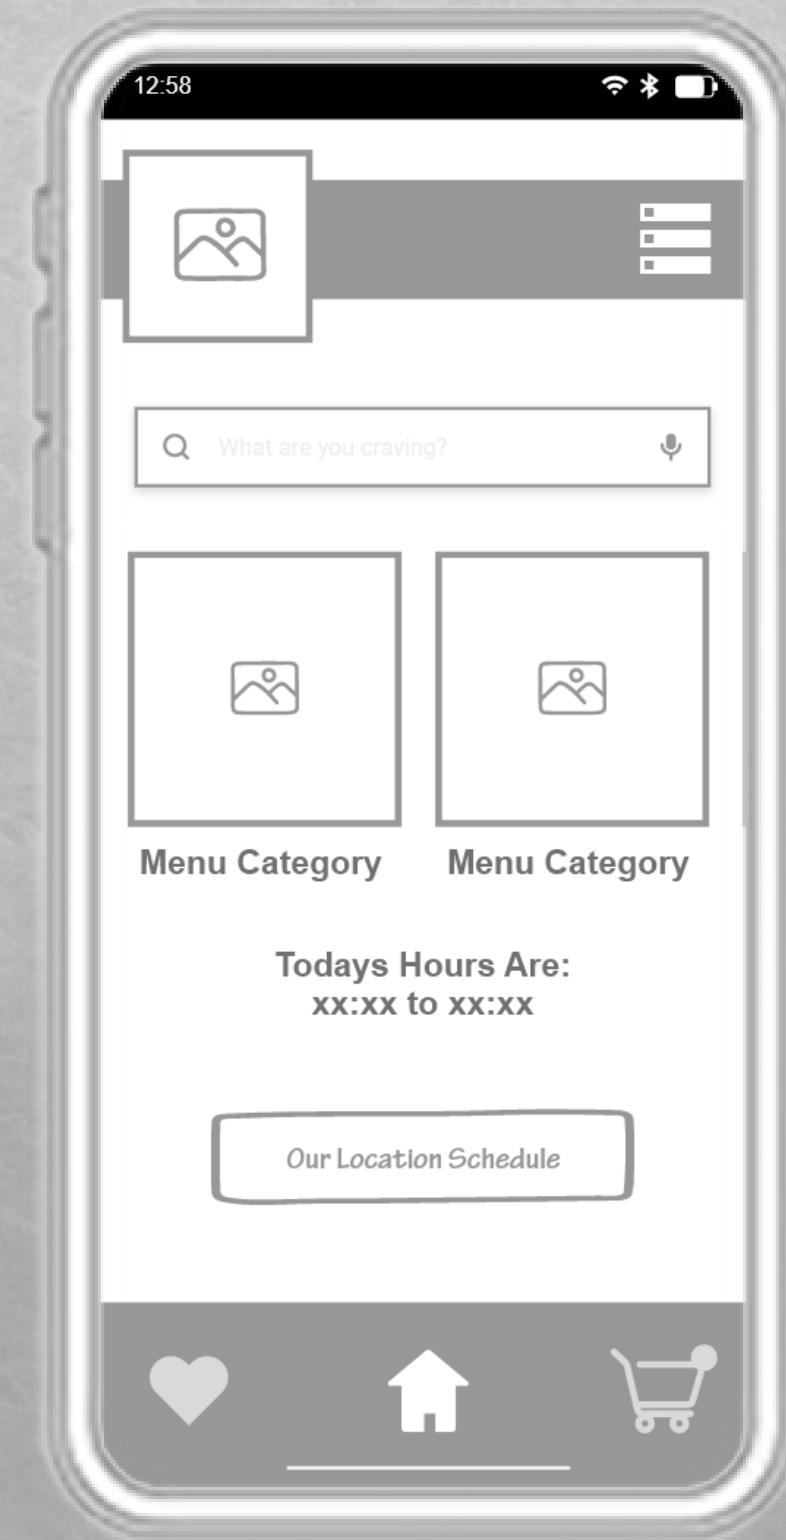 12:58
What are you craving?
Menu Category
Menu Category
Todays Hours Are:
xx:xx to xx:xx
Our Location Schedule